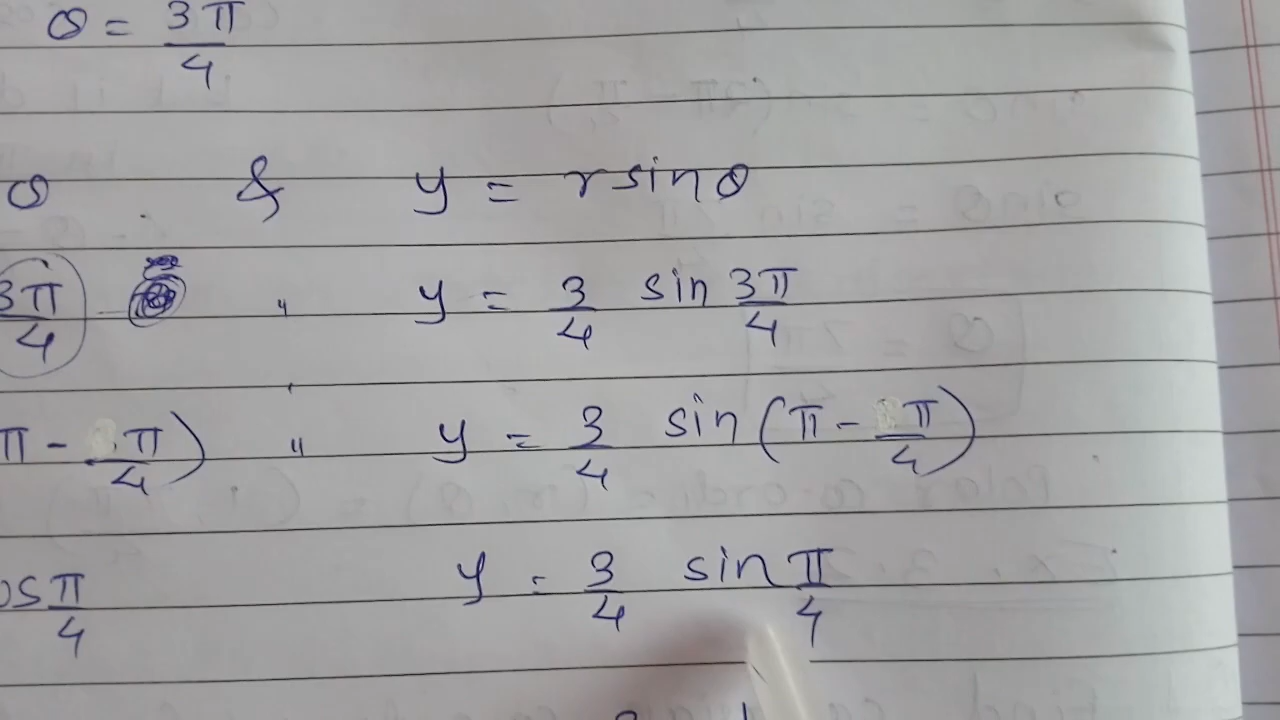 θ = 3π/4
θ & y = r sinθ
3π/4 " y = 3/4 sin 3π/4
π - π/4) " y = 3/4 sin(π - π/4)
os π/4 y = 3/4 sin π/4